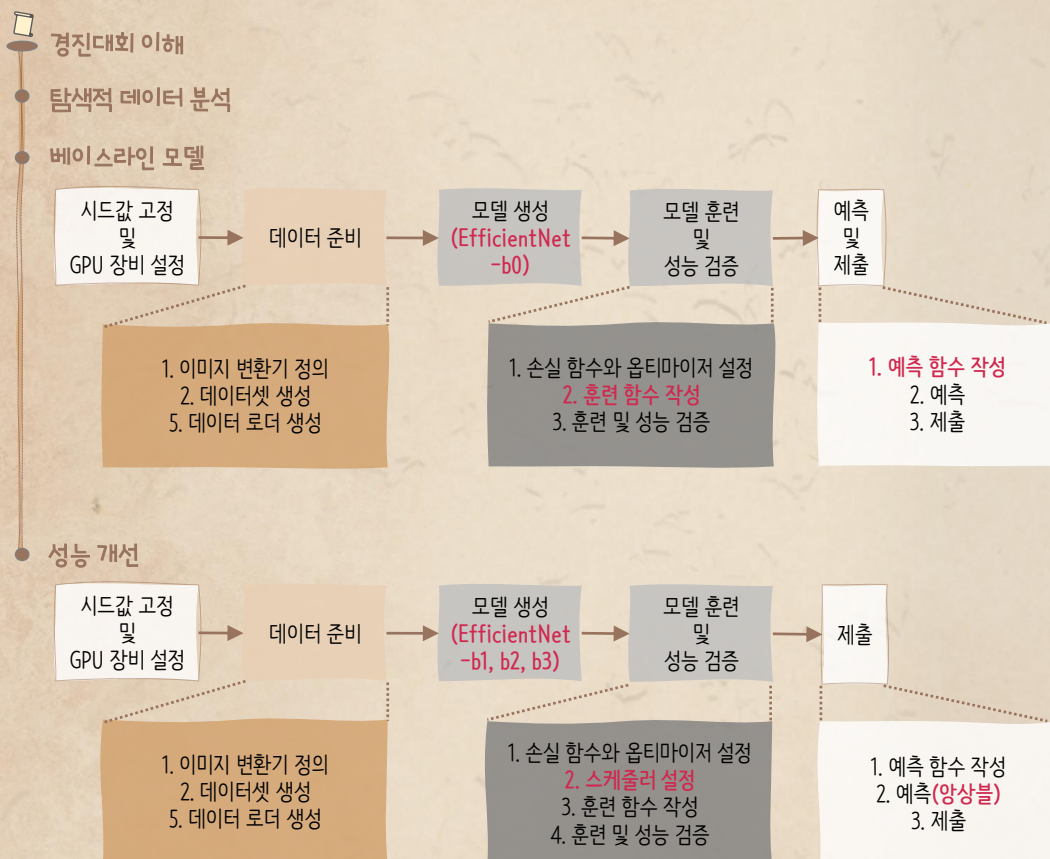 경진대회 이해
탐색적 데이터 분석
베이스라인 모델
시드값 고정
및
GPU 장비 설정
데이터 준비
모델 생성
(EfficientNet
-b0)
모델 훈련
및
성능 검증
예측
및
제출
1. 이미지 변환기 정의
2. 데이터셋 생성
5. 데이터 로더 생성
1. 손실 함수와 옵티마이저 설정
2. 훈련 함수 작성
3. 훈련 및 성능 검증
1. 예측 함수 작성
2. 예측
3. 제출
성능 개선
시드값 고정
및
GPU 장비 설정
데이터 준비
모델 생성
(EfficientNet
-b1, b2, b3)
모델 훈련
및
성능 검증
제출
1. 이미지 변환기 정의
2. 데이터셋 생성
5. 데이터 로더 생성
1. 손실 함수와 옵티마이저 설정
2. 스케줄러 설정
3. 훈련 함수 작성
4. 훈련 및 성능 검증
1. 예측 함수 작성
2. 예측(앙상블)
3. 제출